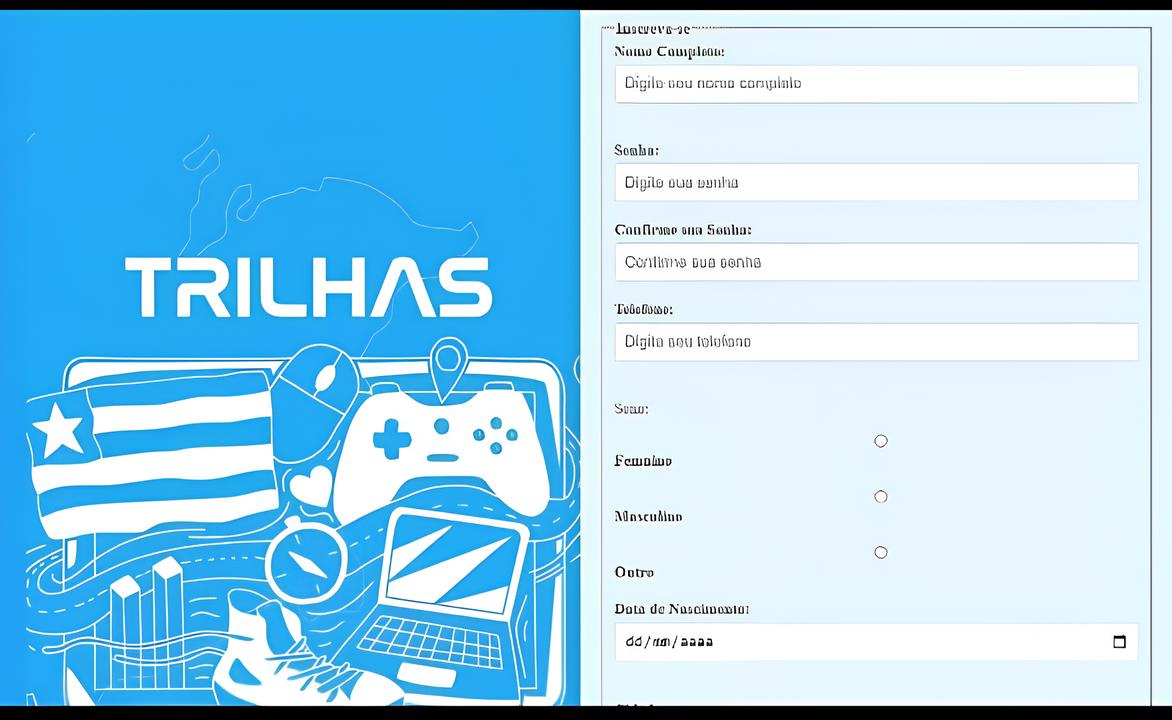 TRILHAS
Inscreva-se
Nome Completo:
Digite seu nome completo
Senha:
Digite sua senha
Confirme sua Senha:
Confirme sua senha
Telefone:
Digite seu telefone
Sexo:
Feminino
Masculino
Outro
Data de Nascimento:
dd/mm/aaaa